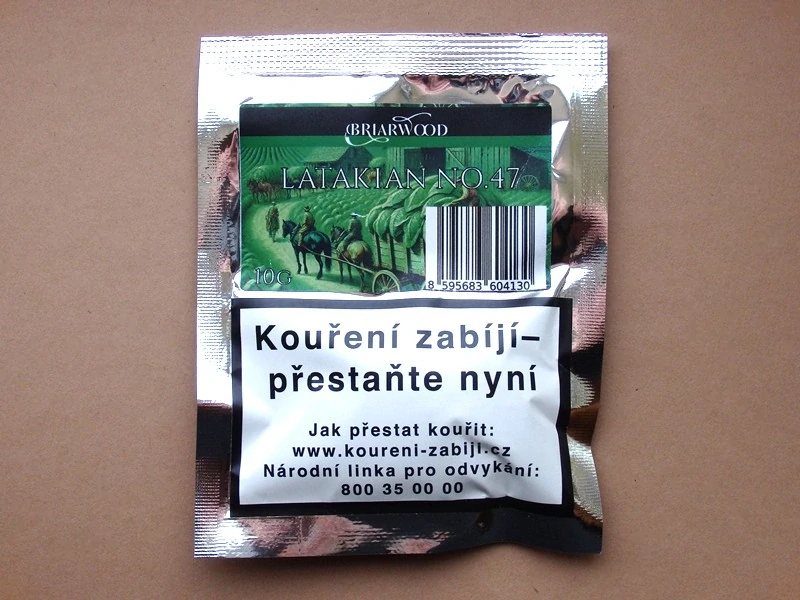 BRIARWOOD
LATAKIAN NO.47
10G
8 595683 604130
Kouření zabíjí–
přestaňte nyní
Jak přestat kouřit:
www.koureni-zabiji.cz
Národní linka pro odvykání:
800 35 00 00